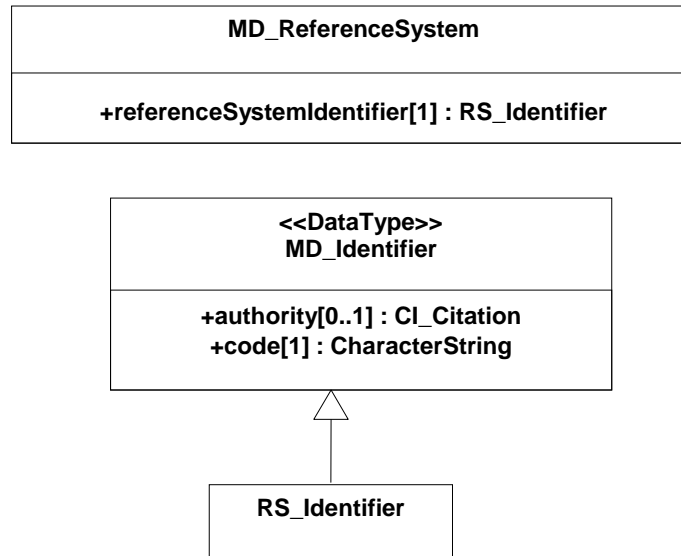 MD_ReferenceSystem
+referenceSystemIdentifier[1] : RS_Identifier
<<DataType>>
MD_Identifier
+authority[0..1] : CI_Citation
+code[1] : CharacterString
RS_Identifier